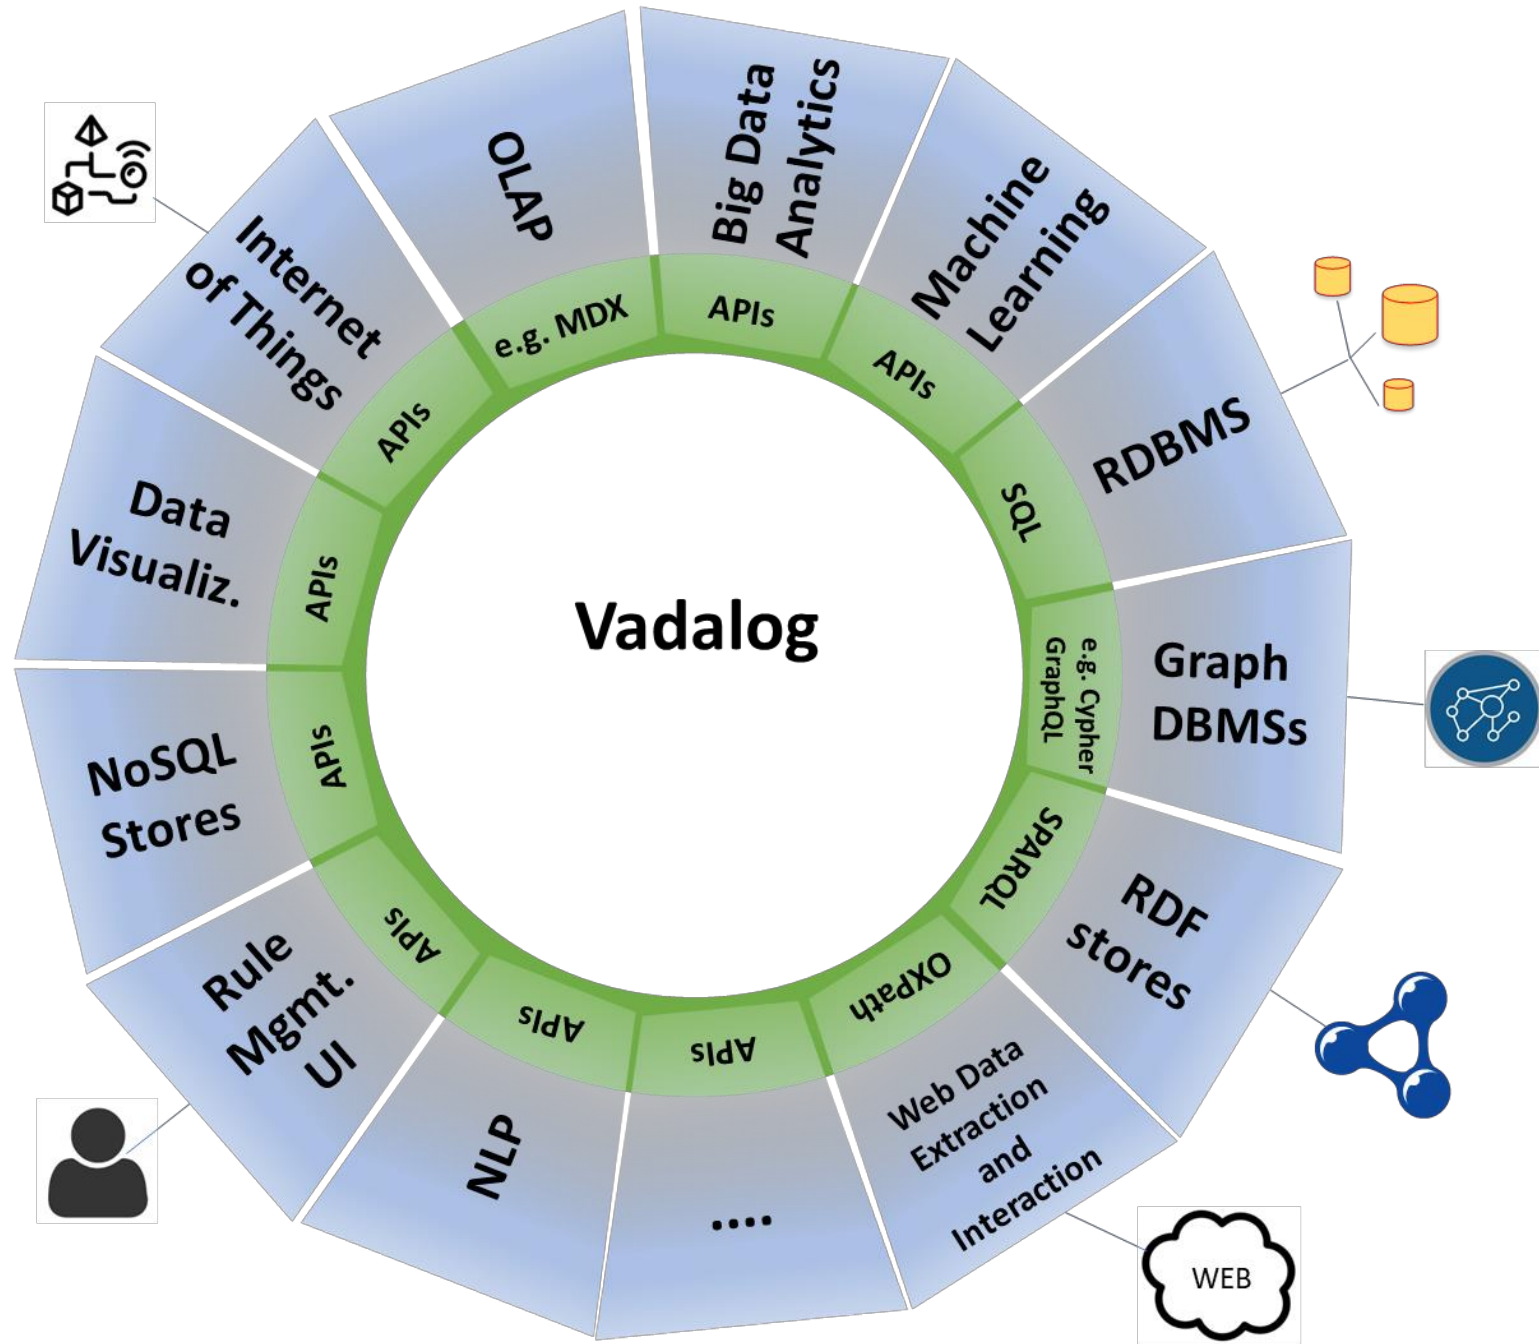 Big Data
Analytics
APIs
Machine
Learning
APIs
RDBMS
SQL
Graph
DBMSs
e.g. Cypher
GraphQL
RDF
stores
SPARQL
Web Data
Extraction
and
Interaction
OXPath
WEB
....
APIs
NLP
APIs
Rule
Mgmt.
UI
APIs
NoSQL
Stores
APIs
Data
Visualiz.
APIs
Internet
of Things
APIs
OLAP
e.g. MDX
Vadalog